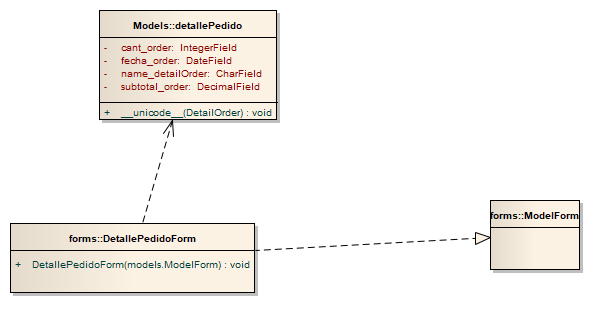 Models::detallePedido
- cant_order: IntegerField
- fecha_order: DateField
- name_detailOrder: CharField
- subtotal_order: DecimalField
+ __unicode__(DetailOrder) : void
forms::ModelForm
forms::DetallePedidoForm
+ DetallePedidoForm(models.ModelForm) : void